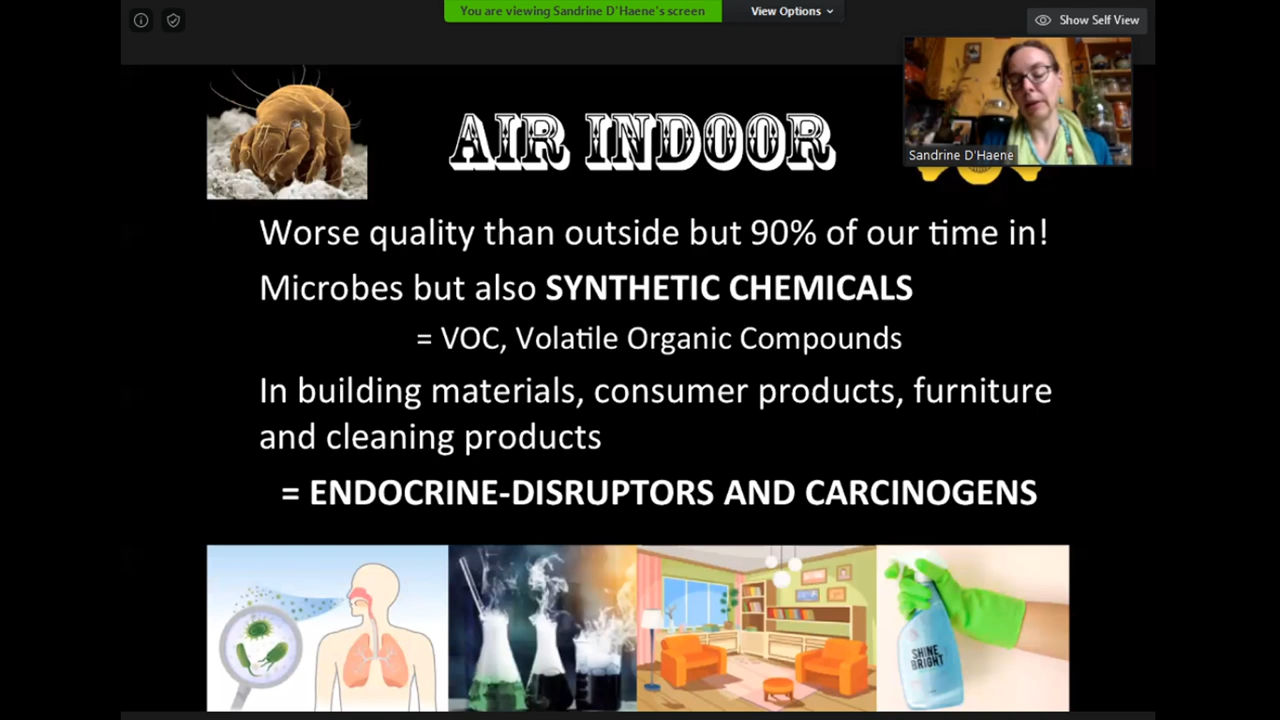 You are viewing Sandrine D'Haene's screen
View Options
Show Self View
Sandrine D'Haene
AIR INDOOR
Worse quality than outside but 90% of our time in!
Microbes but also SYNTHETIC CHEMICALS
= VOC, Volatile Organic Compounds
In building materials, consumer products, furniture
and cleaning products
= ENDOCRINE-DISRUPTORS AND CARCINOGENS
SHINE
BRIGHT